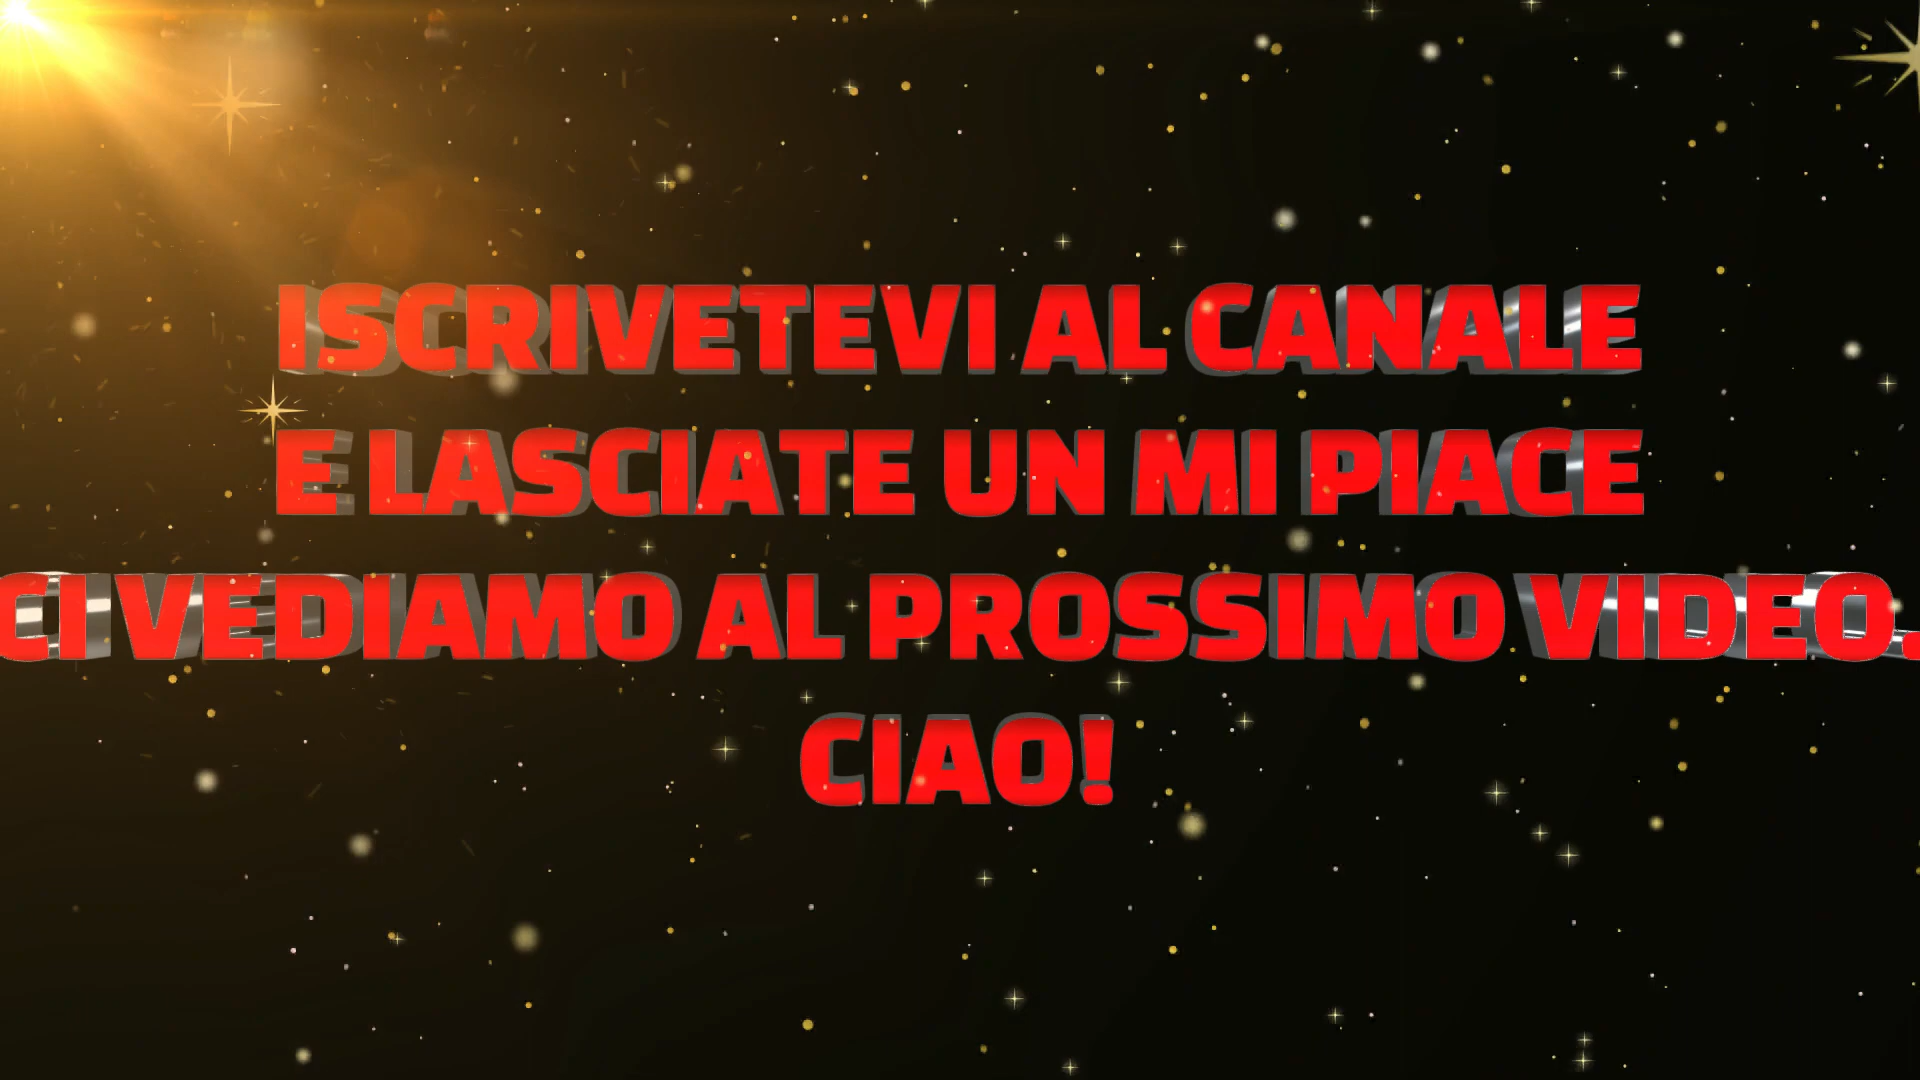 ISCRIVETEVI AL CANALE
E LASCIATE UN MI PIACE
CI VEDIAMO AL PROSSIMO VIDEO.
CIAO!